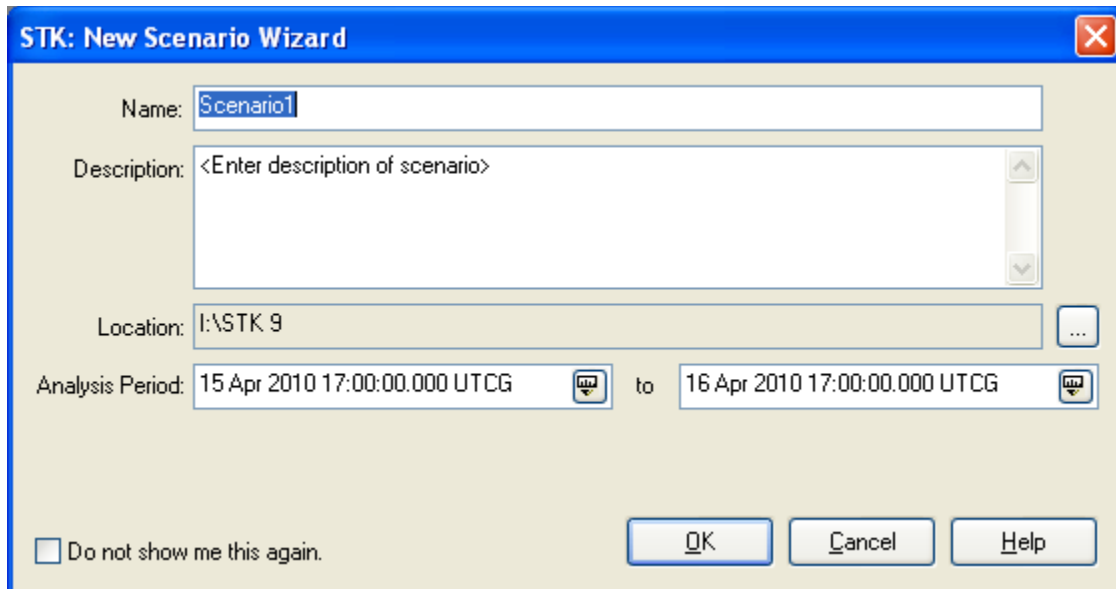 STK: New Scenario Wizard
Name: Scenario1
Description: <Enter description of scenario>
Location: I:\STK 9 ...
Analysis Period: 15 Apr 2010 17:00:00.000 UTCG to 16 Apr 2010 17:00:00.000 UTCG
Do not show me this again. OK Cancel Help